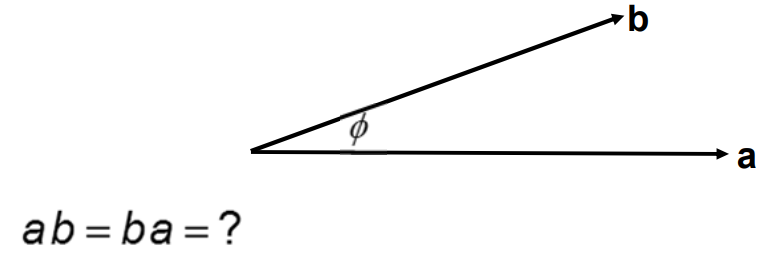 b
ϕ
a
ab = ba = ?